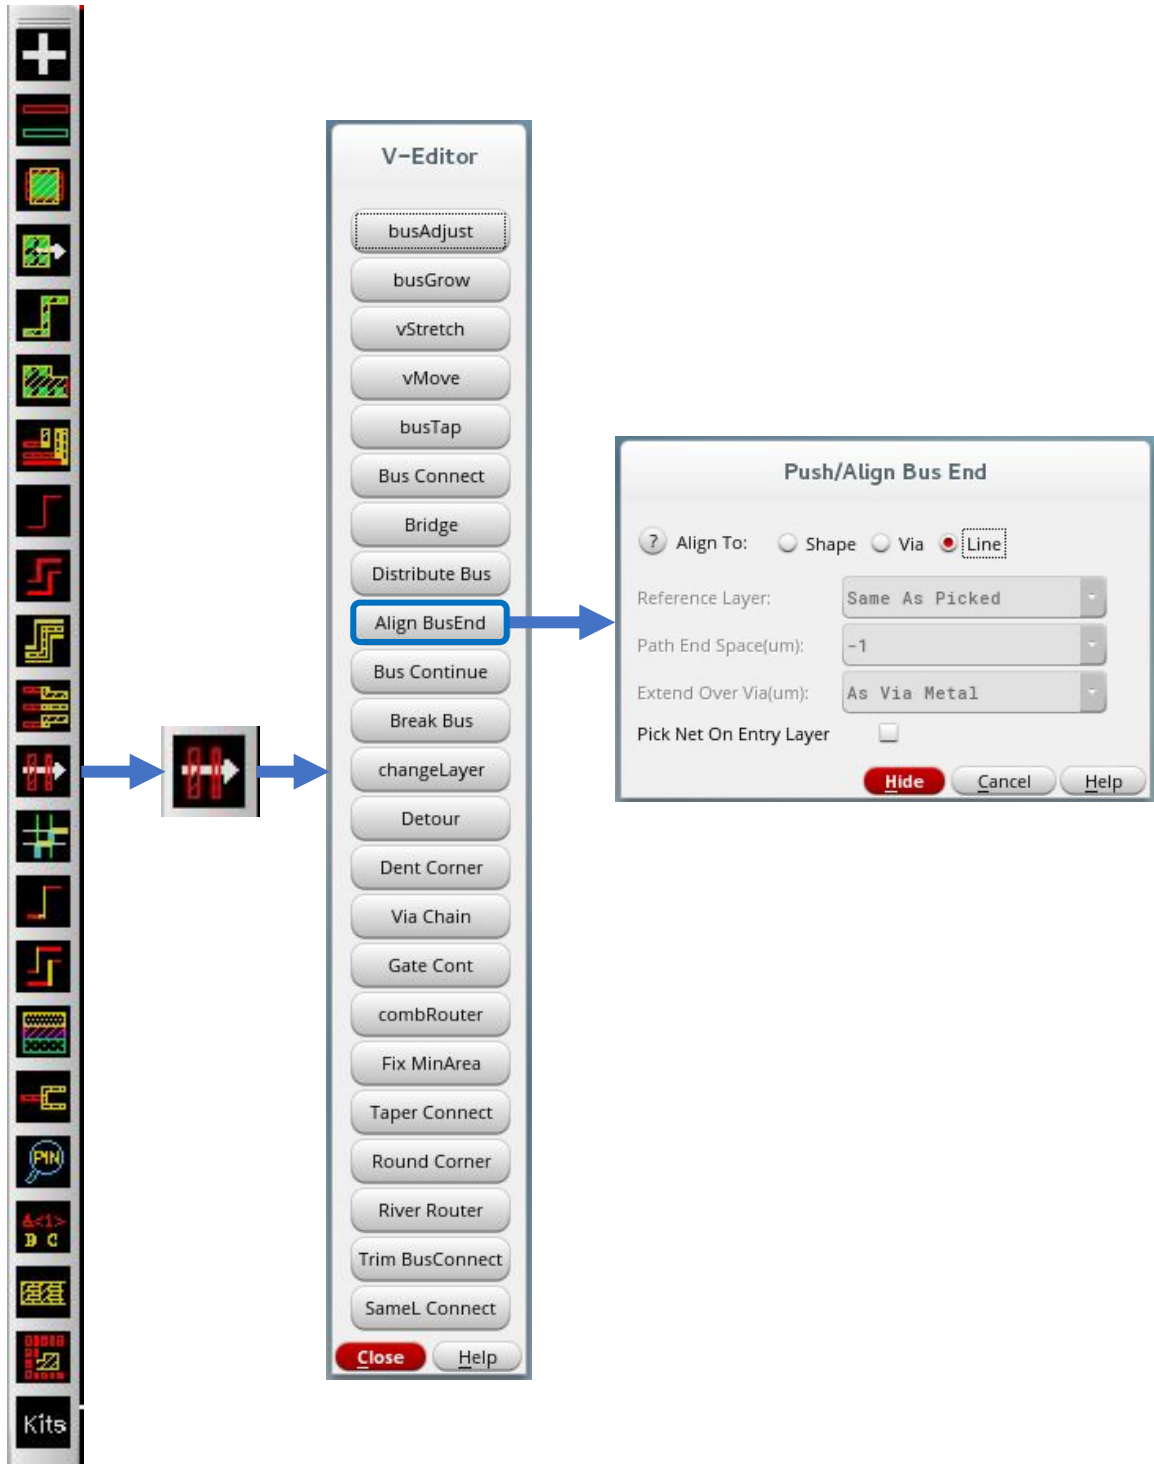 PIN
A<1>
B C
Kits
V-Editor
busAdjust
busGrow
vStretch
vMove
busTap
Bus Connect
Bridge
Distribute Bus
Align BusEnd
Bus Continue
Break Bus
changeLayer
Detour
Dent Corner
Via Chain
Gate Cont
combRouter
Fix MinArea
Taper Connect
Round Corner
River Router
Trim BusConnect
SameL Connect
Close Help
Push/Align Bus End
? Align To: Shape Via Line
Reference Layer: Same As Picked
Path End Space(um): -1
Extend Over Via(um): As Via Metal
Pick Net On Entry Layer
Hide Cancel Help